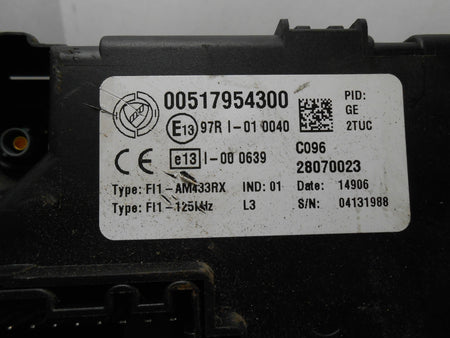 00517954300
PID:
GE
2TUC
E13 97R I-01 0040
CE e13 I-00 0639
C096
28070023
Type: FI1-AM433RX IND: 01 Date: 14906
Type: FI1-125kHz L3 S/N: 04131988